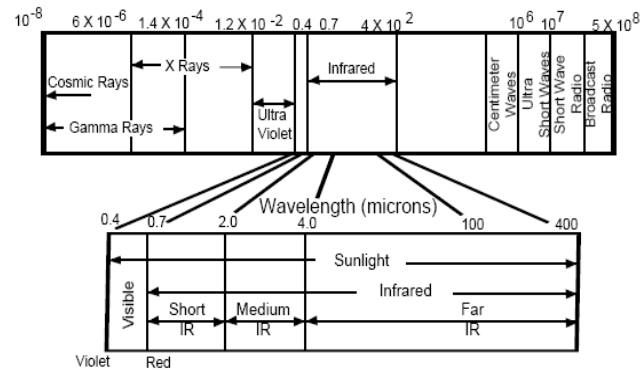 10⁻⁸ 6 X 10⁻⁶ 1.4 X 10⁻⁴ 1.2 X 10⁻² 0.4 0.7 4 X 10² 10⁶ 10⁷ 5 X 10⁸
Cosmic Rays
X Rays
Gamma Rays
Ultra
Violet
Infrared
Centimeter
Waves
Ultra
Short Waves
Short Wave
Radio
Broadcast
Radio
Wavelength (microns)
0.4 0.7 2.0 4.0 100 400
Sunlight
Infrared
Visible
Short
IR
Medium
IR
Far
IR
Violet Red